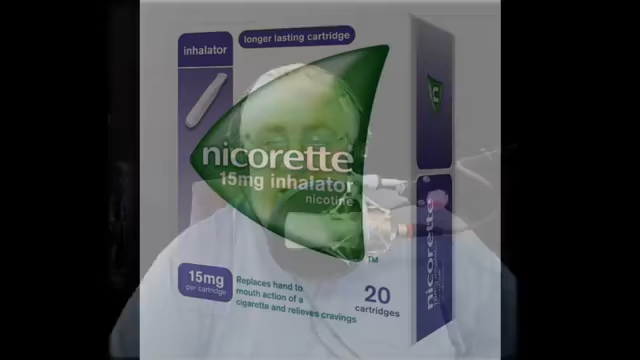 longer lasting cartridge
inhalator
nicorette
15mg inhalator
nicotine
TM
15mg
per cartridge
Replaces hand to
mouth action of a
cigarette and relieves cravings
20
cartridges
nicorette